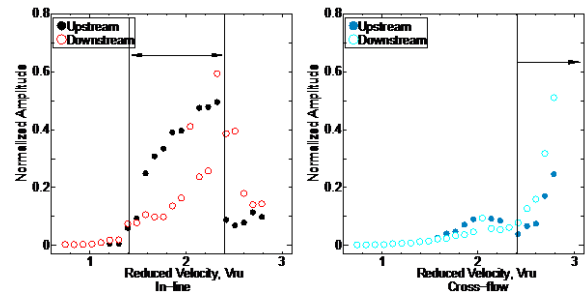 0.8
0.6
0.4
0.2
0
Normalized Amplitude
Upstream
Downstream
1 2 3
Reduced Velocity, Vru
In-line
0.8
0.6
0.4
0.2
0
Normalized Amplitude
Upstream
Downstream
1 2 3
Reduced Velocity, Vru
Cross-flow